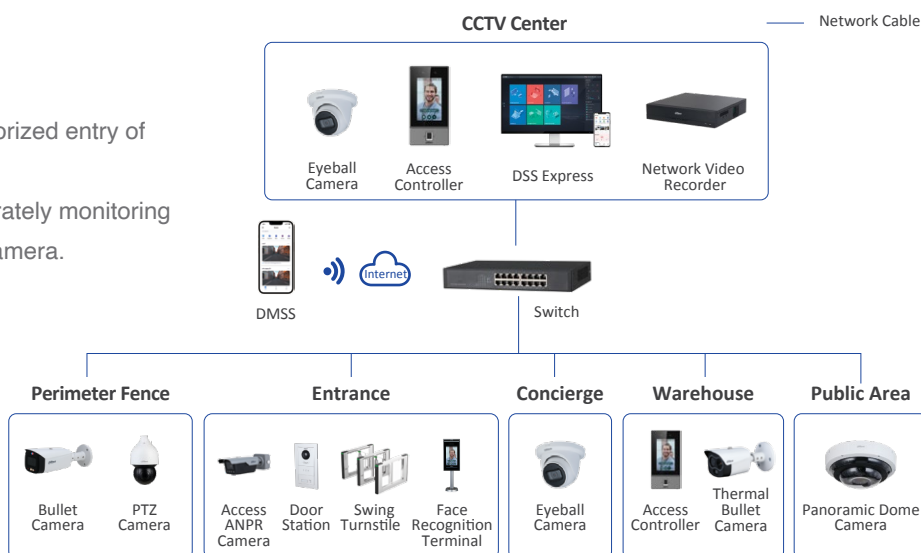 CCTV Center
Network Cable
orized entry of
rately monitoring
amera.
Eyeball
Camera
Access
Controller
DSS Express
Network Video
Recorder
Internet
DMSS
Switch
Perimeter Fence
Entrance
Concierge
Warehouse
Public Area
Bullet
Camera
PTZ
Camera
Access
ANPR
Camera
Door
Station
Swing
Turnstile
Face
Recognition
Terminal
Eyeball
Camera
Access
Controller
Thermal
Bullet
Camera
Panoramic Dome
Camera